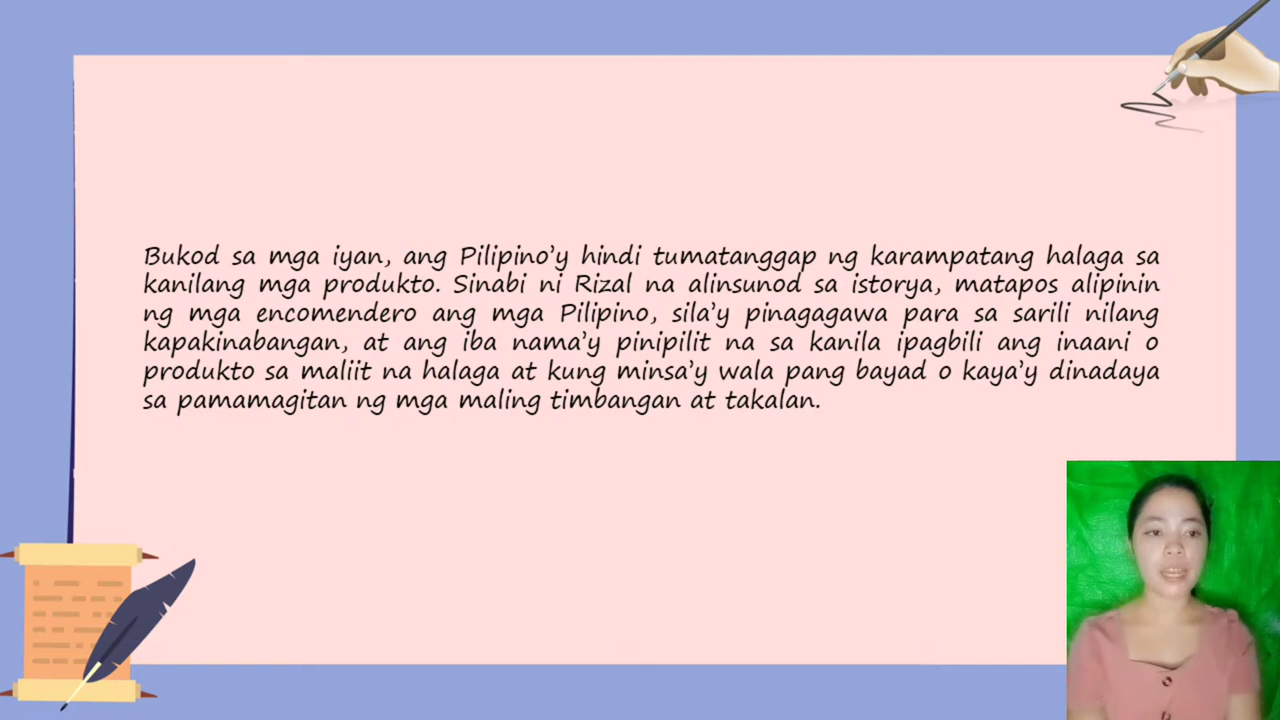 Bukod sa mga iyan, ang Pilipino’y hindi tumatanggap ng karampatang halaga sa
kanilang mga produkto. Sinabi ni Rizal na alinsunod sa istorya, matapos alipinin
ng mga encomendero ang mga Pilipino, sila’y pinagagawa para sa sarili nilang
kapakinabangan, at ang iba nama’y pinipilit na sa kanila ipagbili ang inaani o
produkto sa maliit na halaga at kung minsa’y wala pang bayad o kaya’y dinadaya
sa pamamagitan ng mga maling timbangan at takalan.